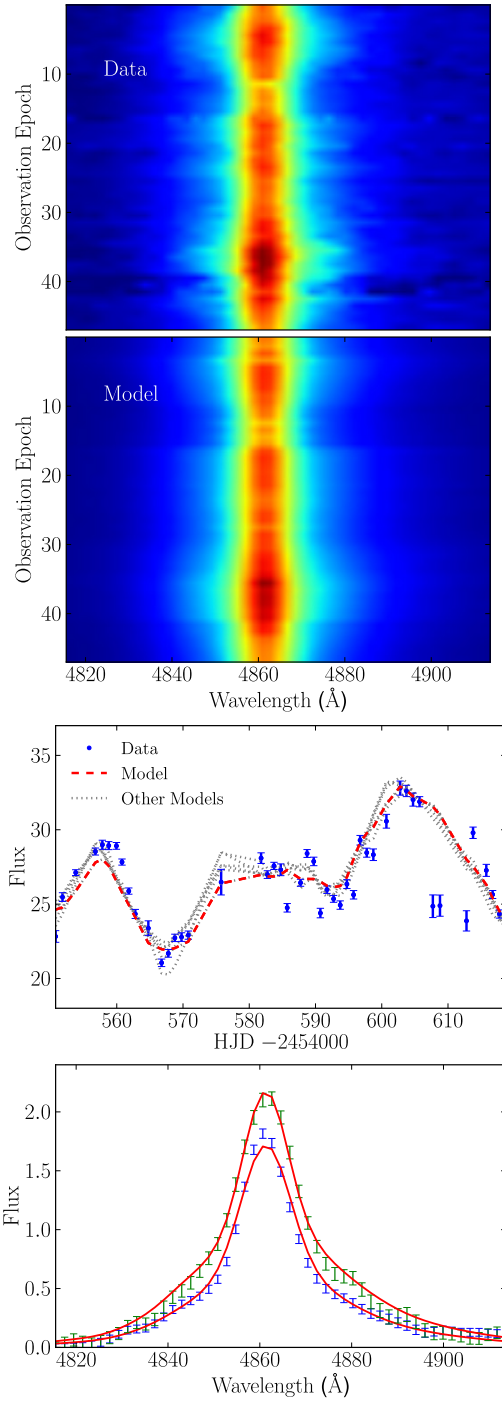 Data
10
20
30
40
Observation Epoch
Model
10
20
30
40
Observation Epoch
4820 4840 4860 4880 4900
Wavelength (Å)
35
30
25
20
Flux
Data
Model
Other Models
560 570 580 590 600 610
HJD −2454000
2.0
1.5
1.0
0.5
0.0
Flux
4820 4840 4860 4880 4900
Wavelength (Å)